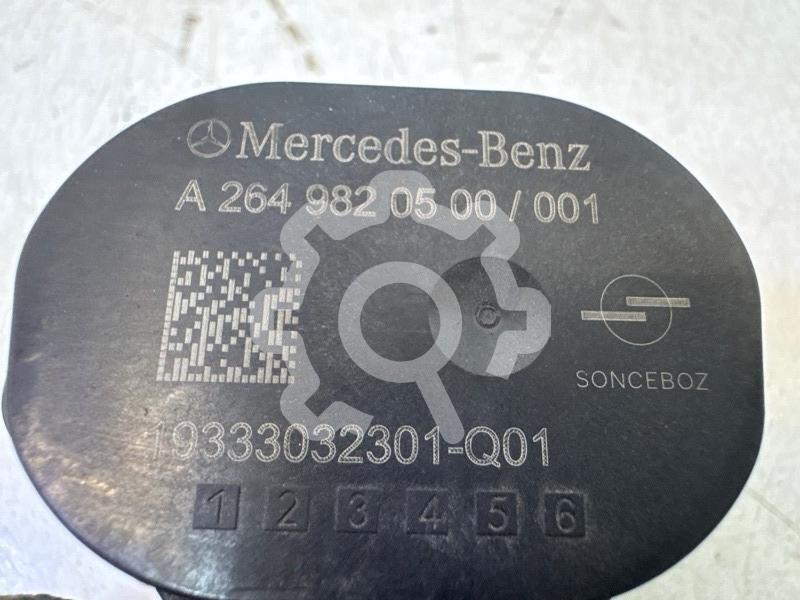 Mercedes-Benz
A 264 982 05 00 / 001
SONCEBOZ
19333032301-Q01
1 2 3 4 5 6